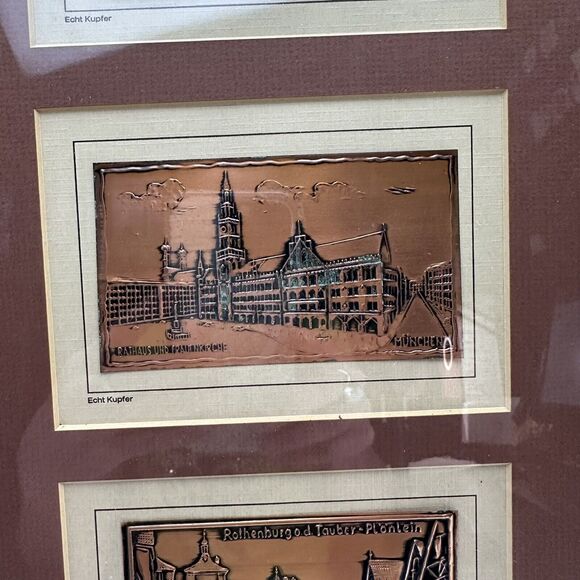 Echt Kupfer
RATHAUS UND FRAUENKIRCHE
MÜNCHEN
Echt Kupfer
Rothenburg o.d. Tauber - Plönlein